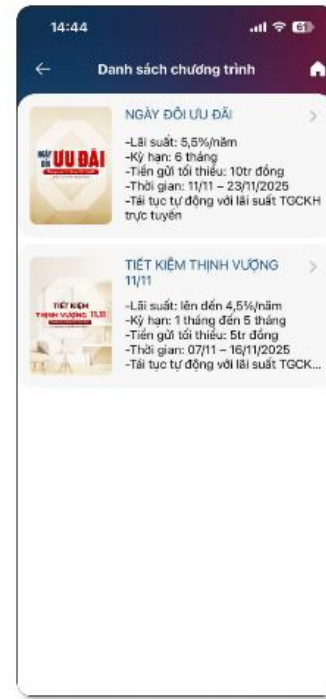 14:44
61
Danh sách chương trình
NGÀY ĐÔI ƯU ĐÃI
NGÀY ĐÔI ƯU ĐÃI
-Lãi suất: 5,5%/năm
-Kỳ hạn: 6 tháng
-Tiền gửi tối thiểu: 10tr đồng
-Thời gian: 11/11 – 23/11/2025
-Tái tục tự động với lãi suất TGCKH
trực tuyến
TIẾT KIỆM
THỊNH VƯỢNG 11.11
TIẾT KIỆM THỊNH VƯỢNG
11/11
-Lãi suất: lên đến 4,5%/năm
-Kỳ hạn: 1 tháng đến 5 tháng
-Tiền gửi tối thiểu: 5tr đồng
-Thời gian: 07/11 – 16/11/2025
-Tái tục tự động với lãi suất TGCK...